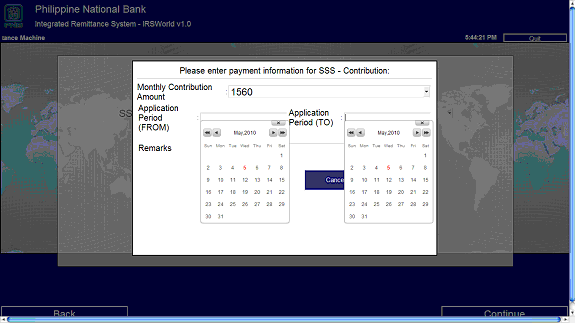 Philippine National Bank
Integrated Remittance System - IRSWorld v1.0
tance Machine
5:44:21 PM
Quit
Please enter payment information for SSS - Contribution:
Monthly Contribution Amount : 1560
Application Period (FROM) :
Application Period (TO) :
SS
Remarks
May,2010
Sun Mon Tue Wed Thu Fri Sat
1
2 3 4 5 6 7 8
9 10 11 12 13 14 15
16 17 18 19 20 21 22
23 24 25 26 27 28 29
30 31
Cance
May,2010
Sun Mon Tue Wed Thu Fri Sat
1
2 3 4 5 6 7 8
9 10 11 12 13 14 15
16 17 18 19 20 21 22
23 24 25 26 27 28 29
30 31
Back
Continue